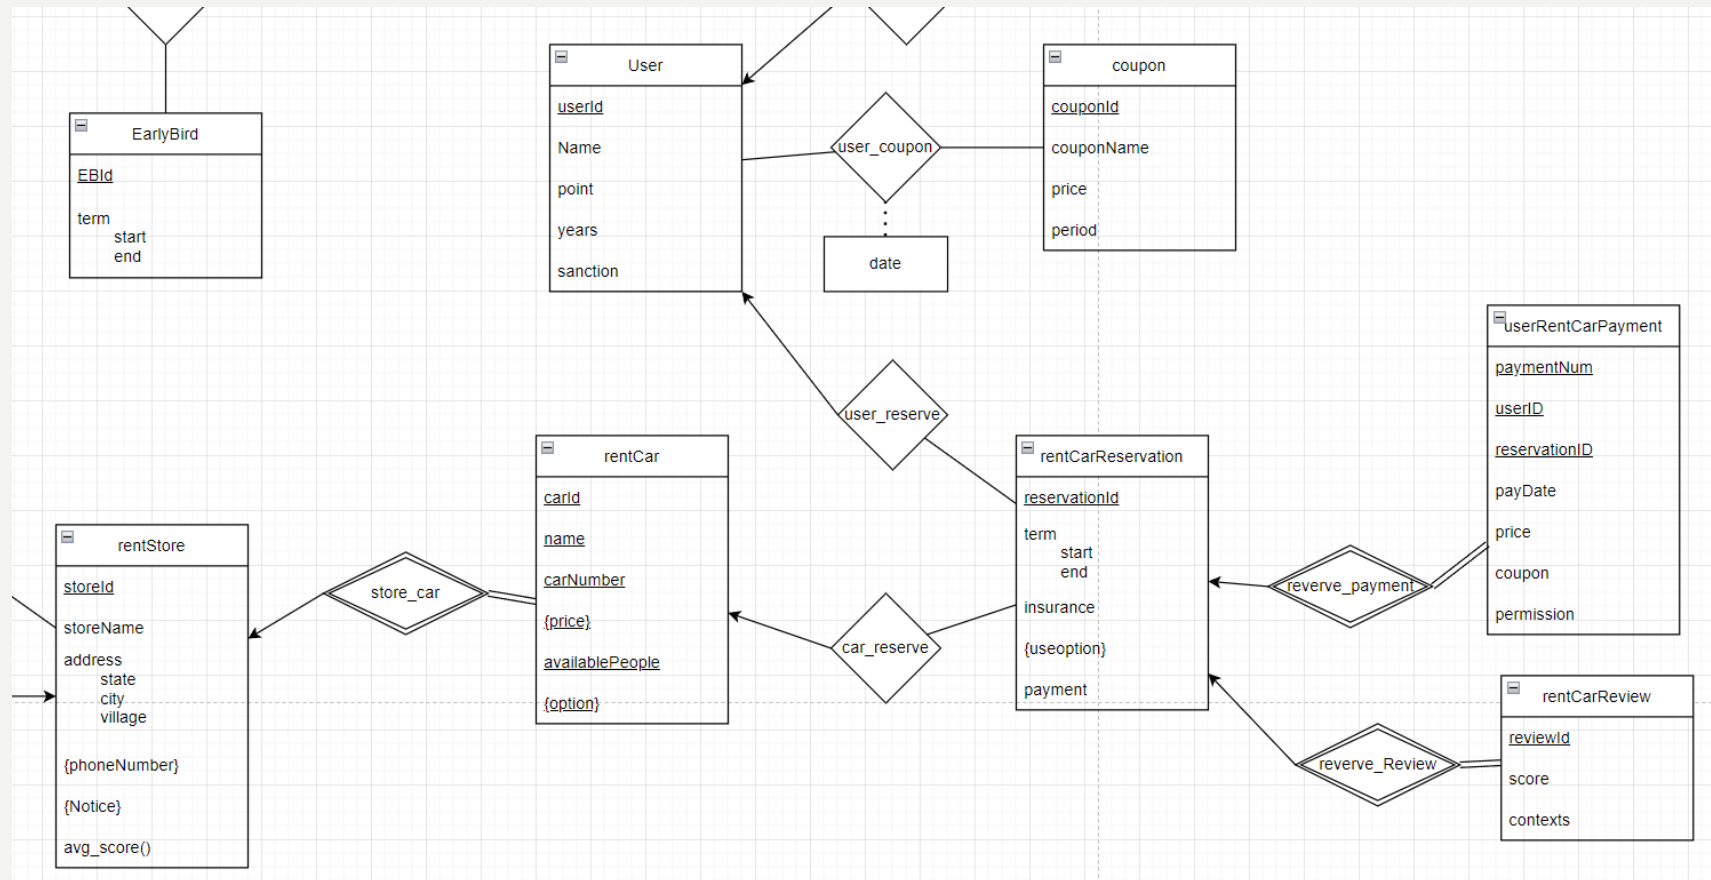 EarlyBird
EBId
term
start
end
User
userId
Name
point
years
sanction
user_coupon
date
coupon
couponId
couponName
price
period
userRentCarPayment
paymentNum
userID
reservationID
payDate
price
coupon
permission
user_reserve
rentCar
carId
name
carNumber
{price}
availablePeople
{option}
rentCarReservation
reservationId
term
start
end
insurance
{useoption}
payment
reverve_payment
rentStore
storeId
storeName
address
state
city
village
{phoneNumber}
{Notice}
avg_score()
store_car
car_reserve
reverve_Review
rentCarReview
reviewId
score
contexts